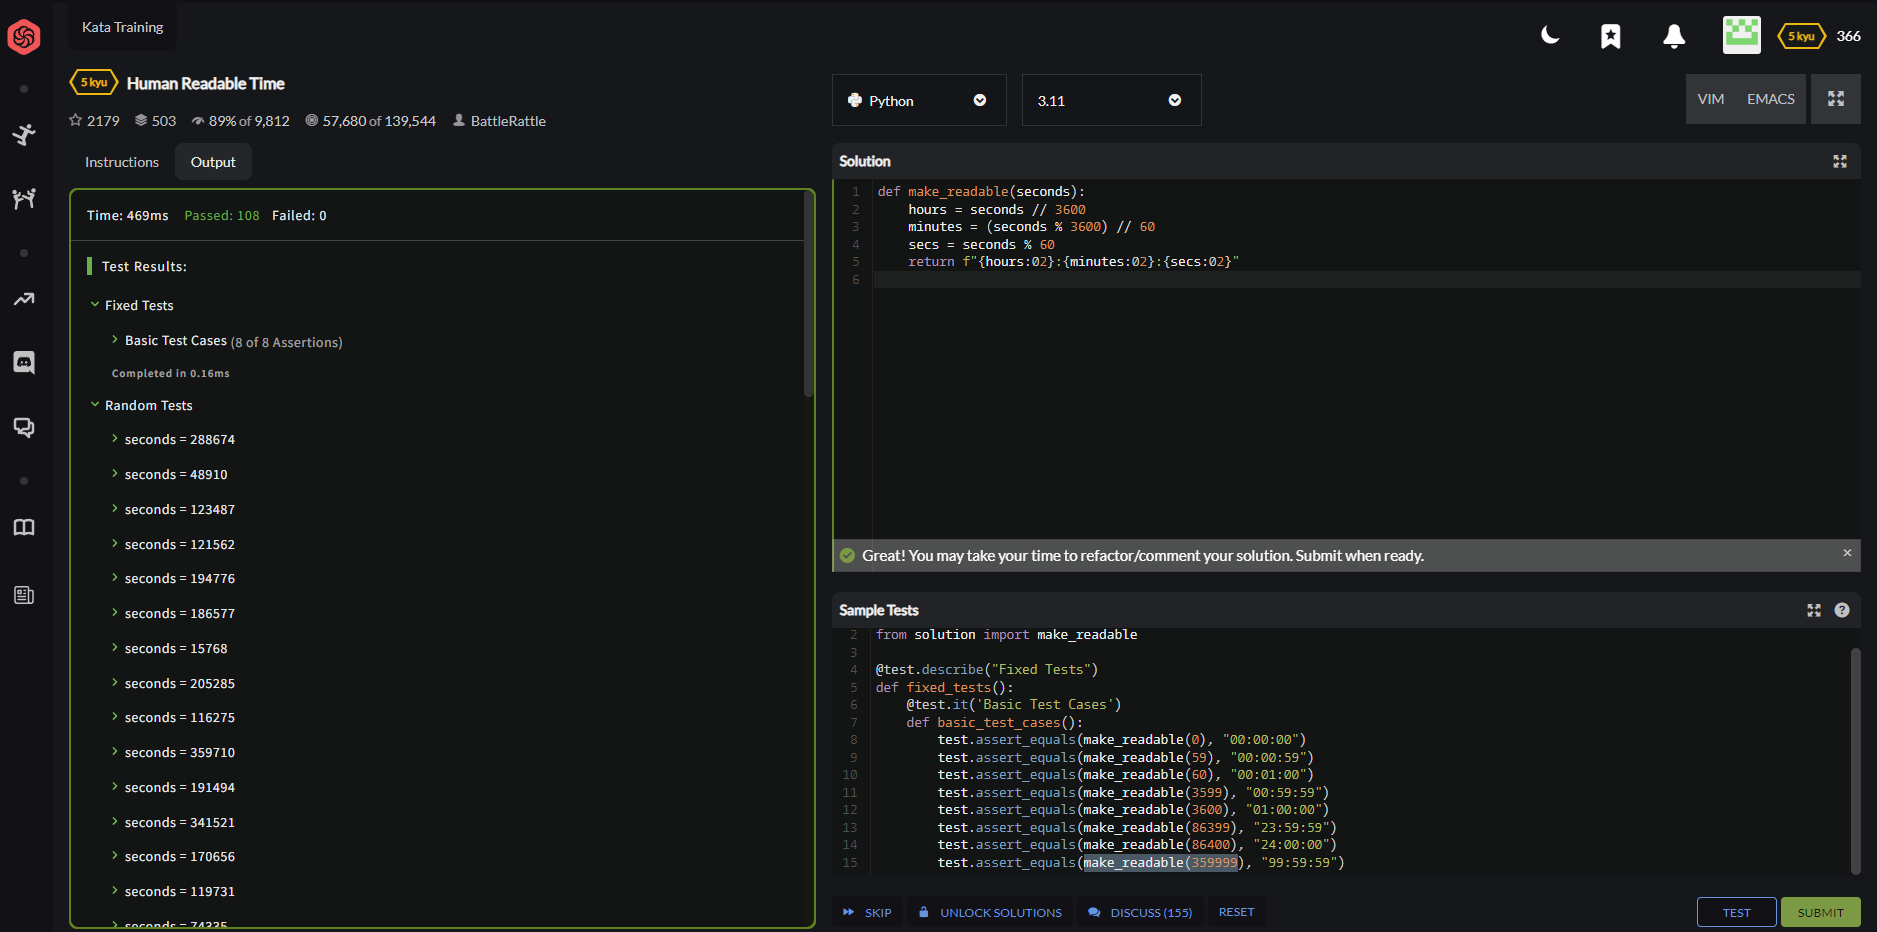 Kata Training
5 kyu 366
5 kyu Human Readable Time
2179 503 89% of 9,812 57,680 of 139,544 BattleRattle
Instructions Output
Time: 469ms Passed: 108 Failed: 0
Test Results:
Fixed Tests
Basic Test Cases (8 of 8 Assertions)
Completed in 0.16ms
Random Tests
seconds = 288674
seconds = 48910
seconds = 123487
seconds = 121562
seconds = 194776
seconds = 186577
seconds = 15768
seconds = 205285
seconds = 116275
seconds = 359710
seconds = 191494
seconds = 341521
seconds = 170656
seconds = 119731
seconds = 74335
Python 3.11 VIM EMACS
Solution
1 def make_readable(seconds):
2     hours = seconds // 3600
3     minutes = (seconds % 3600) // 60
4     secs = seconds % 60
5     return f"{hours:02}:{minutes:02}:{secs:02}"
6
Great! You may take your time to refactor/comment your solution. Submit when ready. ×
Sample Tests ?
2 from solution import make_readable
3
4 @test.describe("Fixed Tests")
5 def fixed_tests():
6     @test.it('Basic Test Cases')
7     def basic_test_cases():
8         test.assert_equals(make_readable(0), "00:00:00")
9         test.assert_equals(make_readable(59), "00:00:59")
10         test.assert_equals(make_readable(60), "00:01:00")
11         test.assert_equals(make_readable(3599), "00:59:59")
12         test.assert_equals(make_readable(3600), "01:00:00")
13         test.assert_equals(make_readable(86399), "23:59:59")
14         test.assert_equals(make_readable(86400), "24:00:00")
15         test.assert_equals(make_readable(359999), "99:59:59")
SKIP UNLOCK SOLUTIONS DISCUSS (155) RESET TEST SUBMIT